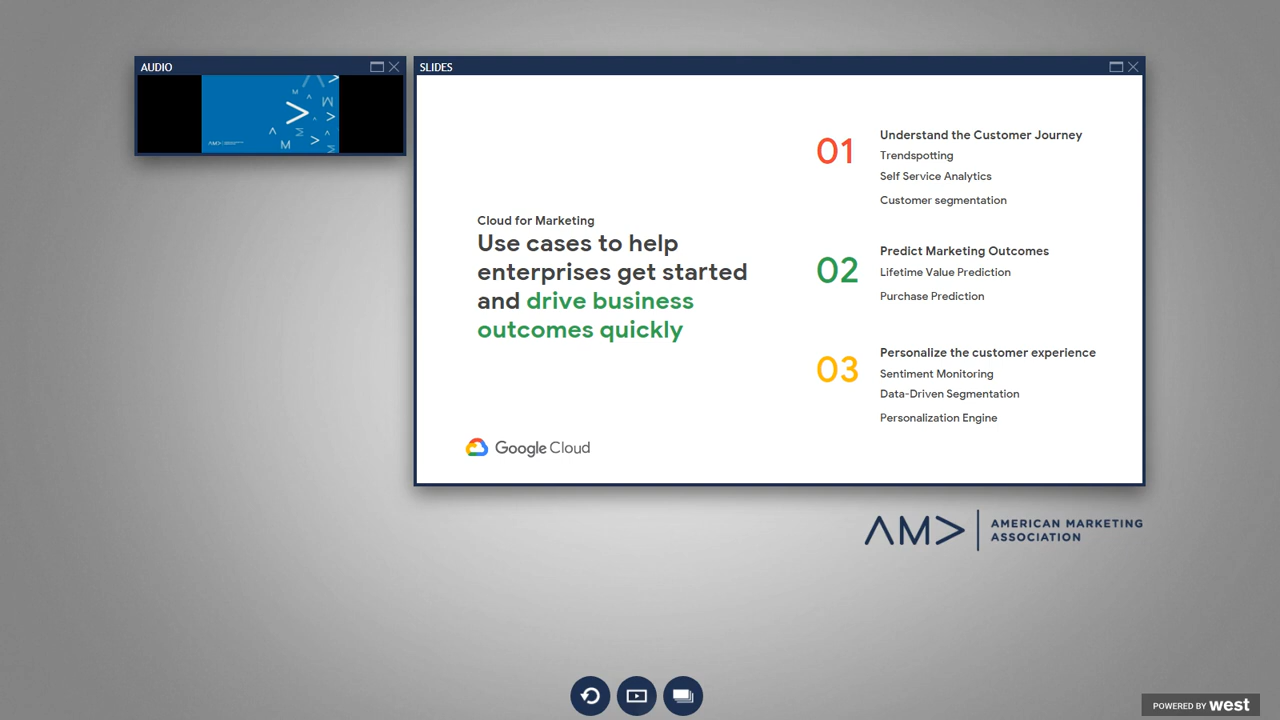 AUDIO
SLIDES
Cloud for Marketing
Use cases to help
enterprises get started
and drive business
outcomes quickly
Google Cloud
01
Understand the Customer Journey
Trendspotting
Self Service Analytics
Customer segmentation
02
Predict Marketing Outcomes
Lifetime Value Prediction
Purchase Prediction
03
Personalize the customer experience
Sentiment Monitoring
Data-Driven Segmentation
Personalization Engine
AMA
AMERICAN MARKETING
ASSOCIATION
POWERED BY west